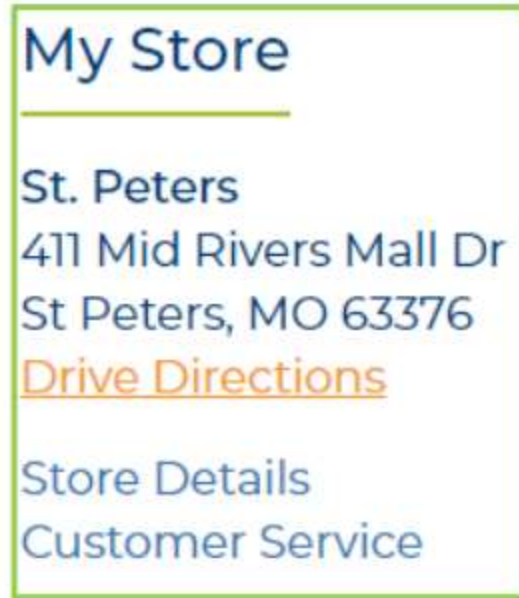 My Store
St. Peters
411 Mid Rivers Mall Dr
St Peters, MO 63376
Drive Directions
Store Details
Customer Service